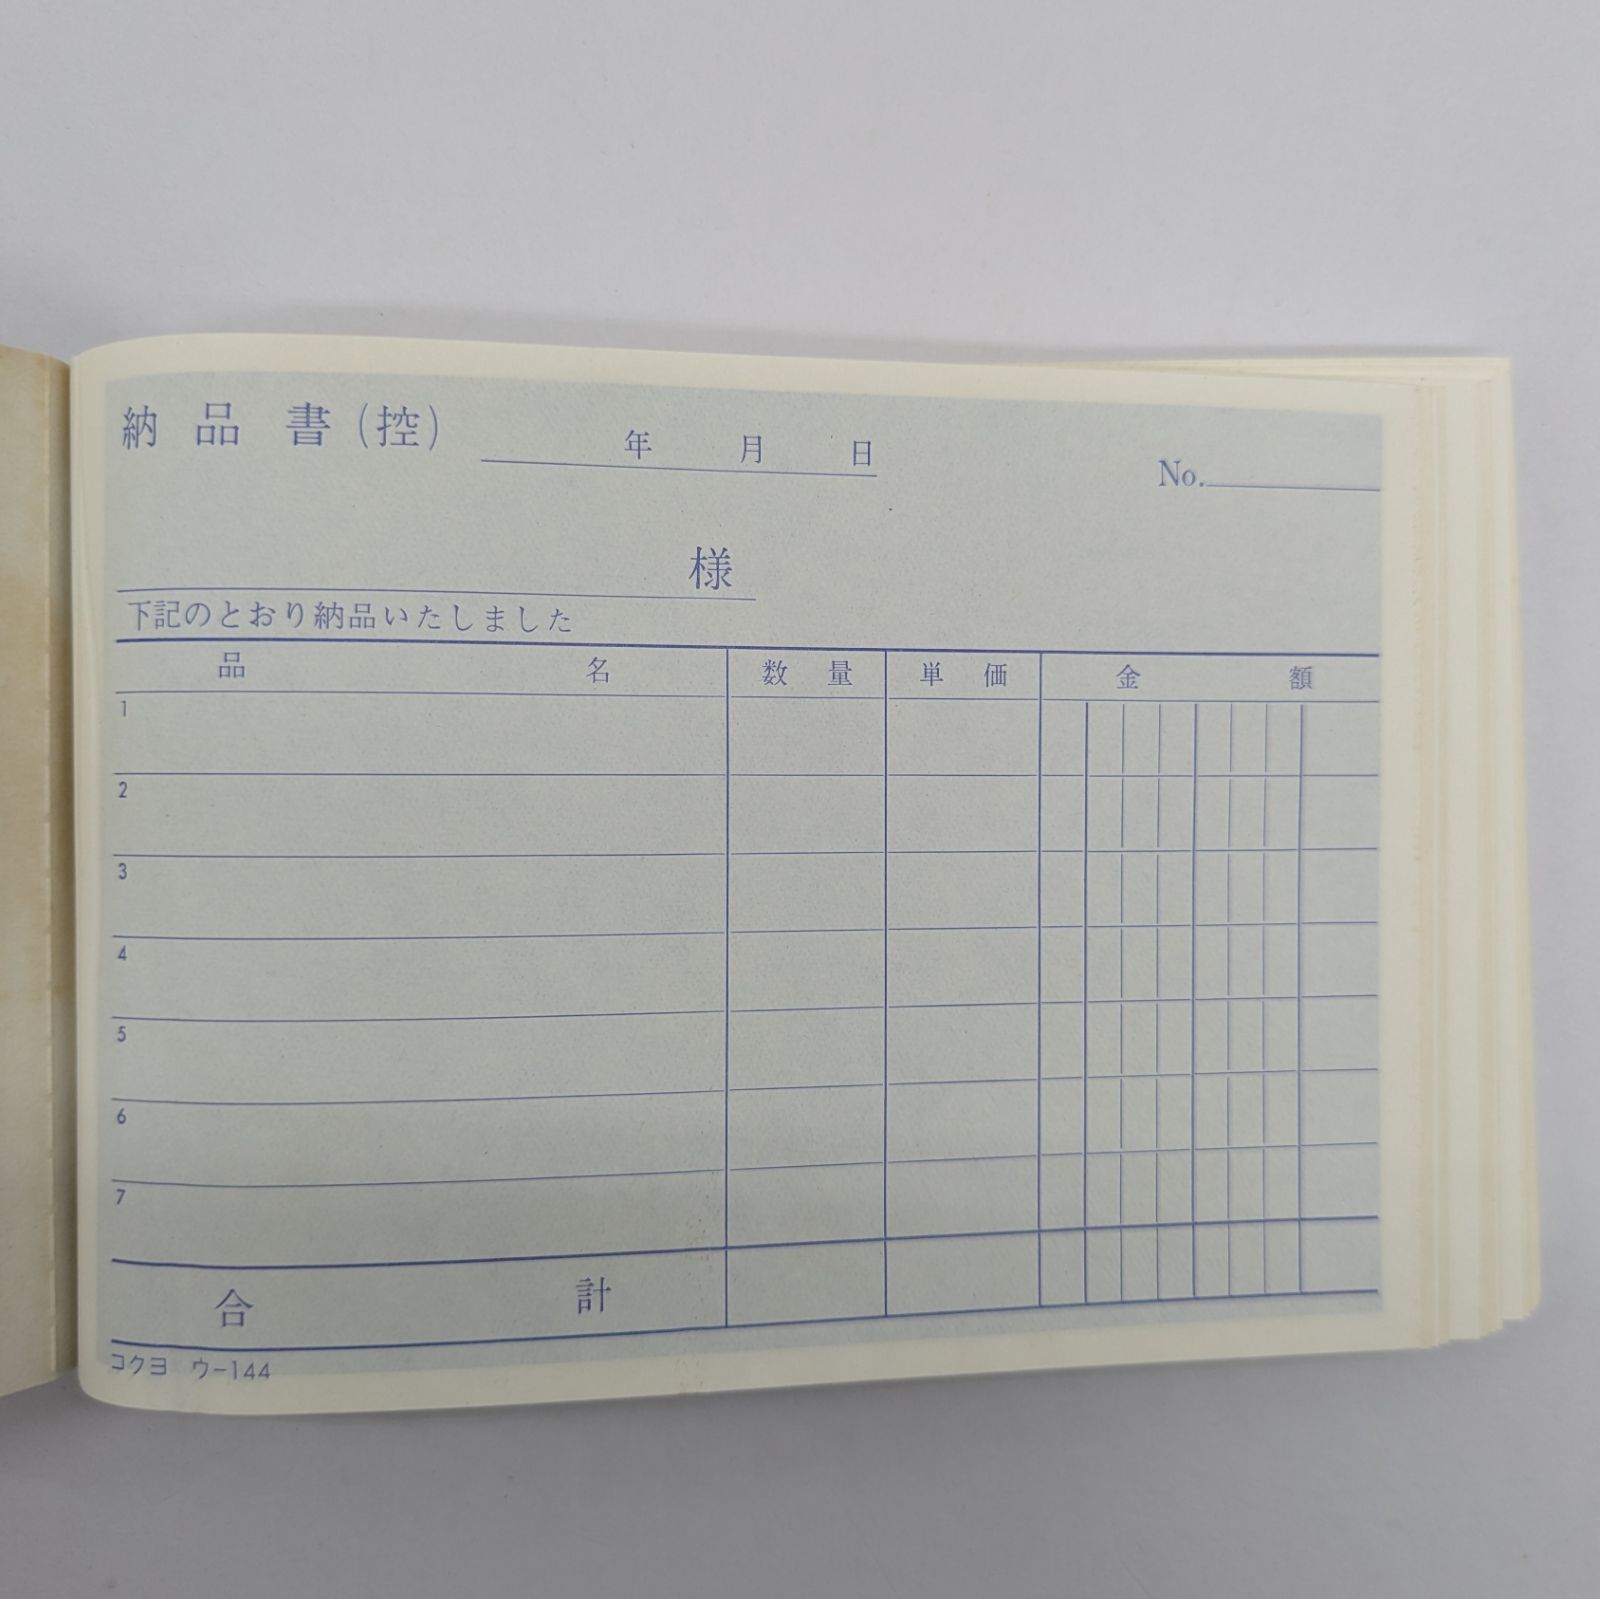 納品書(控)
年 月 日
No.
様
下記のとおり納品いたしました
品名 数量 単価 金額
1
2
3
4
5
6
7
合計
コクヨ ウ-144